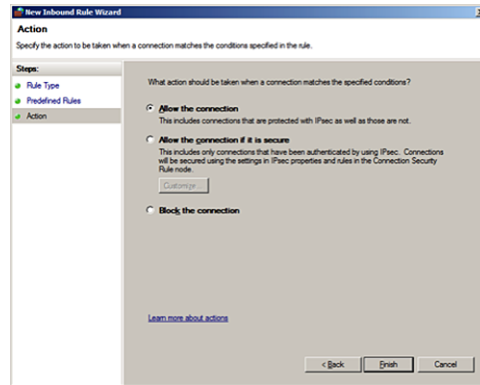 New Inbound Rule Wizard
Action
Specify the action to be taken when a connection matches the conditions specified in the rule.
Steps:
Rule Type
Predefined Rules
Action
What action should be taken when a connection matches the specified conditions?
Allow the connection
This includes connections that are protected with IPsec as well as those are not.
Allow the connection if it is secure
This includes only connections that have been authenticated by using IPsec. Connections
will be secured using the settings in IPsec properties and rules in the Connection Security
Rule node.
Customize...
Block the connection
Learn more about actions
< Back
Finish
Cancel